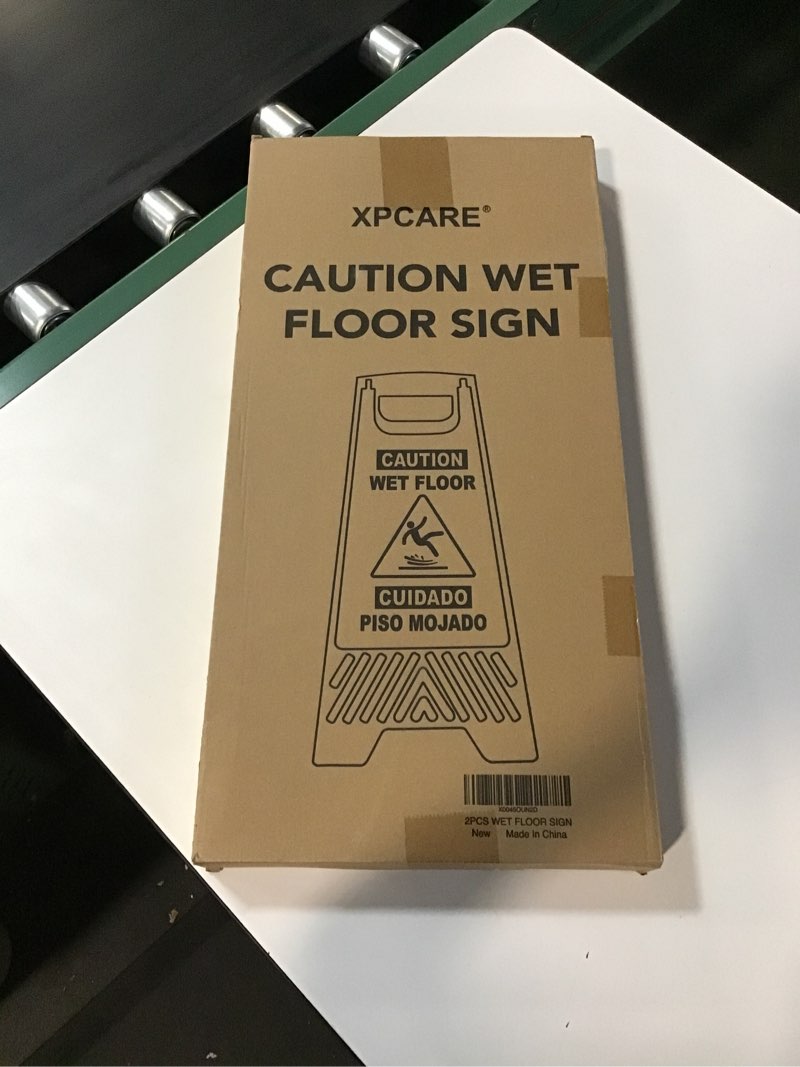 XPCARE®
CAUTION WET
FLOOR SIGN
CAUTION
WET FLOOR
CUIDADO
PISO MOJADO
2PCS WET FLOOR SIGN
New Made In China